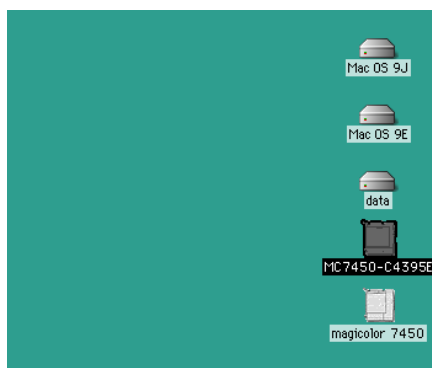 Mac OS 9J
Mac OS 9E
data
MC7450-C4395E
magicolor 7450